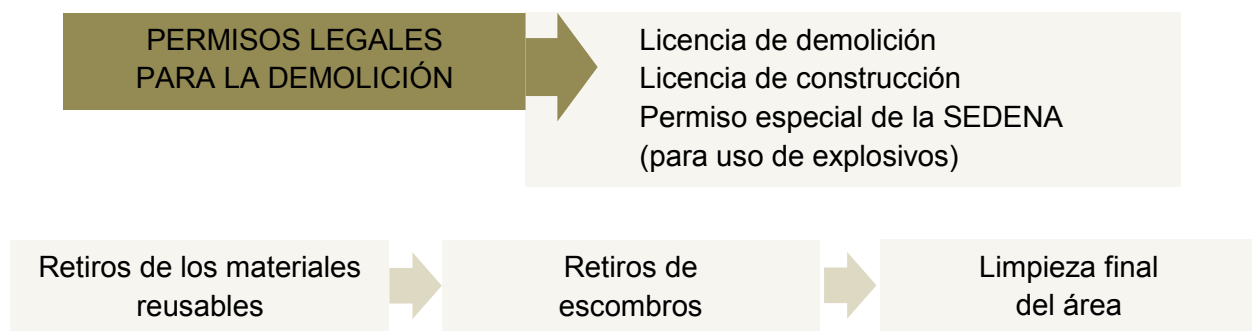 PERMISOS LEGALES
PARA LA DEMOLICIÓN
Licencia de demolición
Licencia de construcción
Permiso especial de la SEDENA
(para uso de explosivos)
Retiros de los materiales
reusables
Retiros de
escombros
Limpieza final
del área